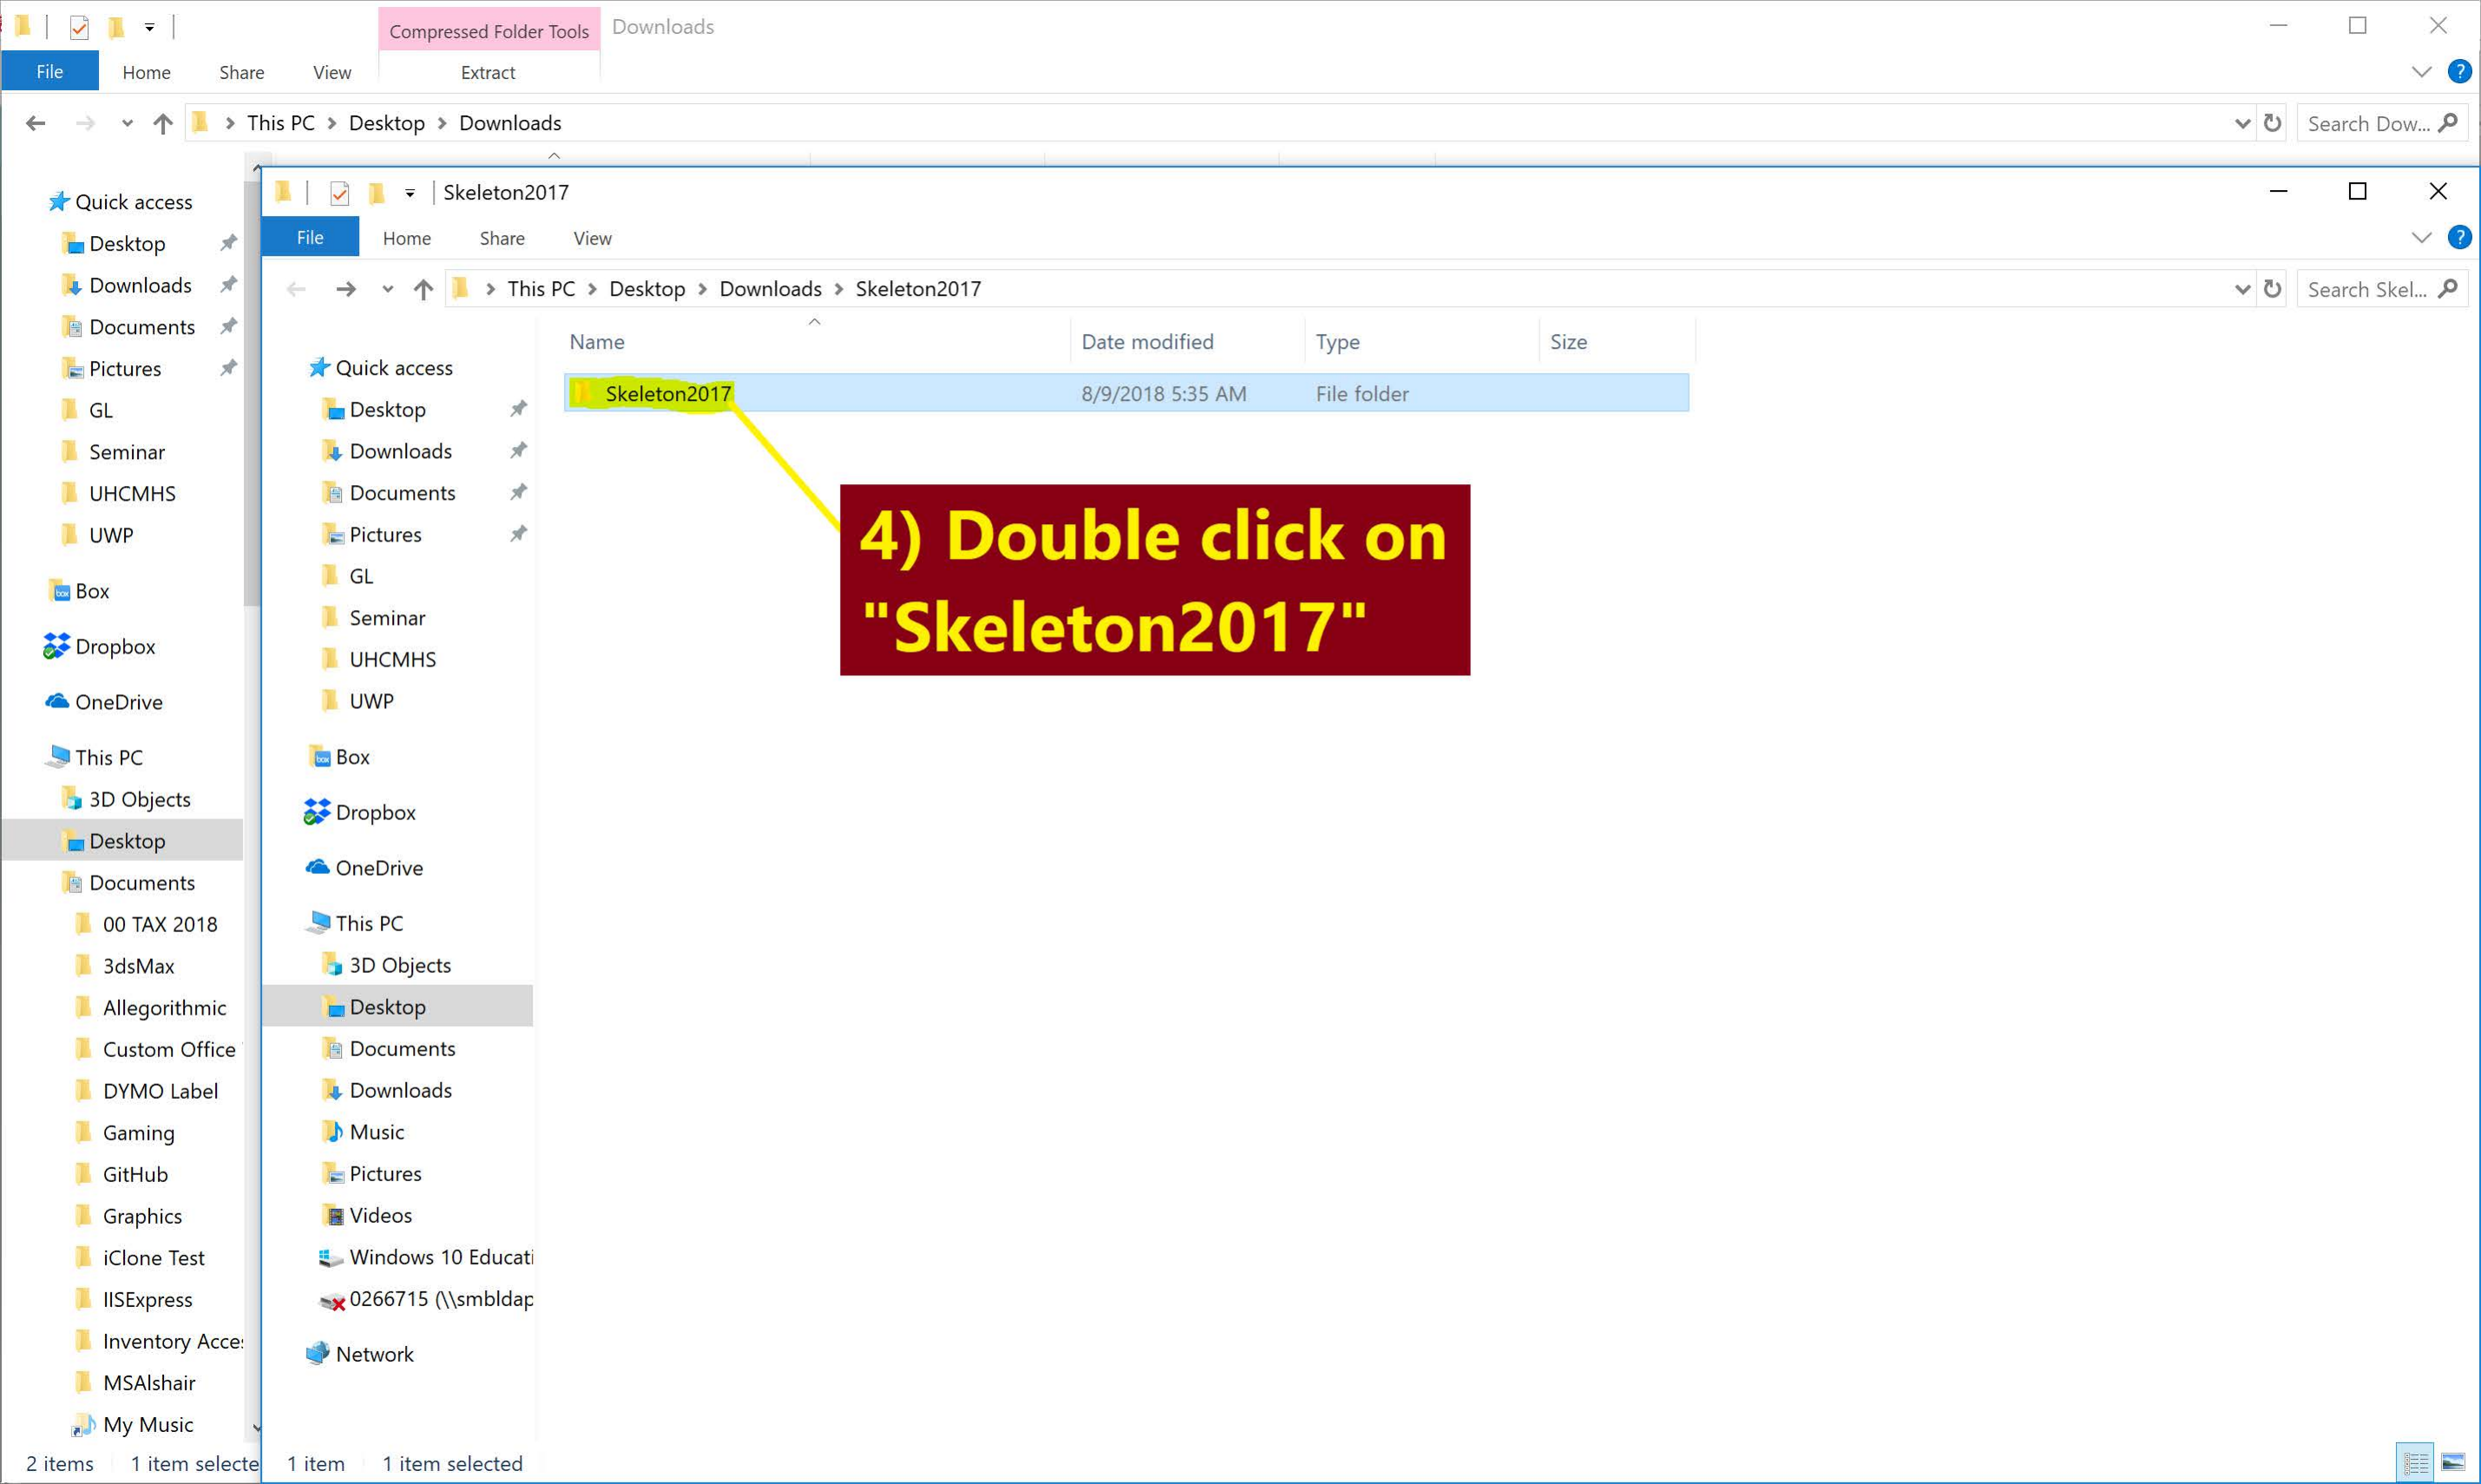 Compressed Folder Tools
Downloads
File
Home
Share
View
Extract
This PC
Desktop
Downloads
Search Dow...
Quick access
Desktop
Downloads
Documents
Pictures
GL
Seminar
UHCMHS
UWP
Box
Dropbox
OneDrive
This PC
3D Objects
Desktop
Documents
00 TAX 2018
3dsMax
Allegorithmic
Custom Office
DYMO Label
Gaming
GitHub
Graphics
iClone Test
IISExpress
Inventory Acces
MSAlshair
My Music
2 items
1 item selecte
Skeleton2017
File
Home
Share
View
This PC
Desktop
Downloads
Skeleton2017
Search Skel...
Quick access
Desktop
Downloads
Documents
Pictures
GL
Seminar
UHCMHS
UWP
Box
Dropbox
OneDrive
This PC
3D Objects
Desktop
Documents
Downloads
Music
Pictures
Videos
Windows 10 Educati
0266715 (\\smbldap
Network
Name
Date modified
Type
Size
Skeleton2017
8/9/2018 5:35 AM
File folder
4) Double click on
"Skeleton2017"
1 item
1 item selected